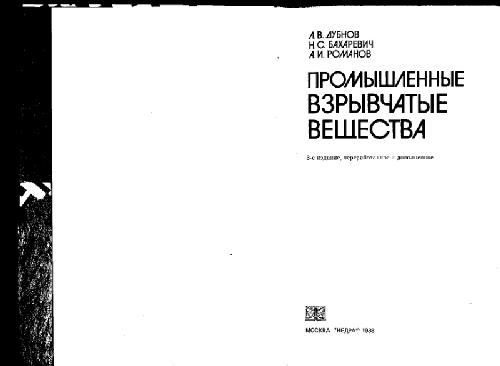 Л.В. ДУБНОВ
Н.С. БАХАРЕВИЧ
А.И. РОМАНОВ
ПРОМЫШЛЕННЫЕ
ВЗРЫВЧАТЫЕ
ВЕЩЕСТВА
3-е издание, переработанное и дополненное
МОСКВА "НЕДРА" 1988